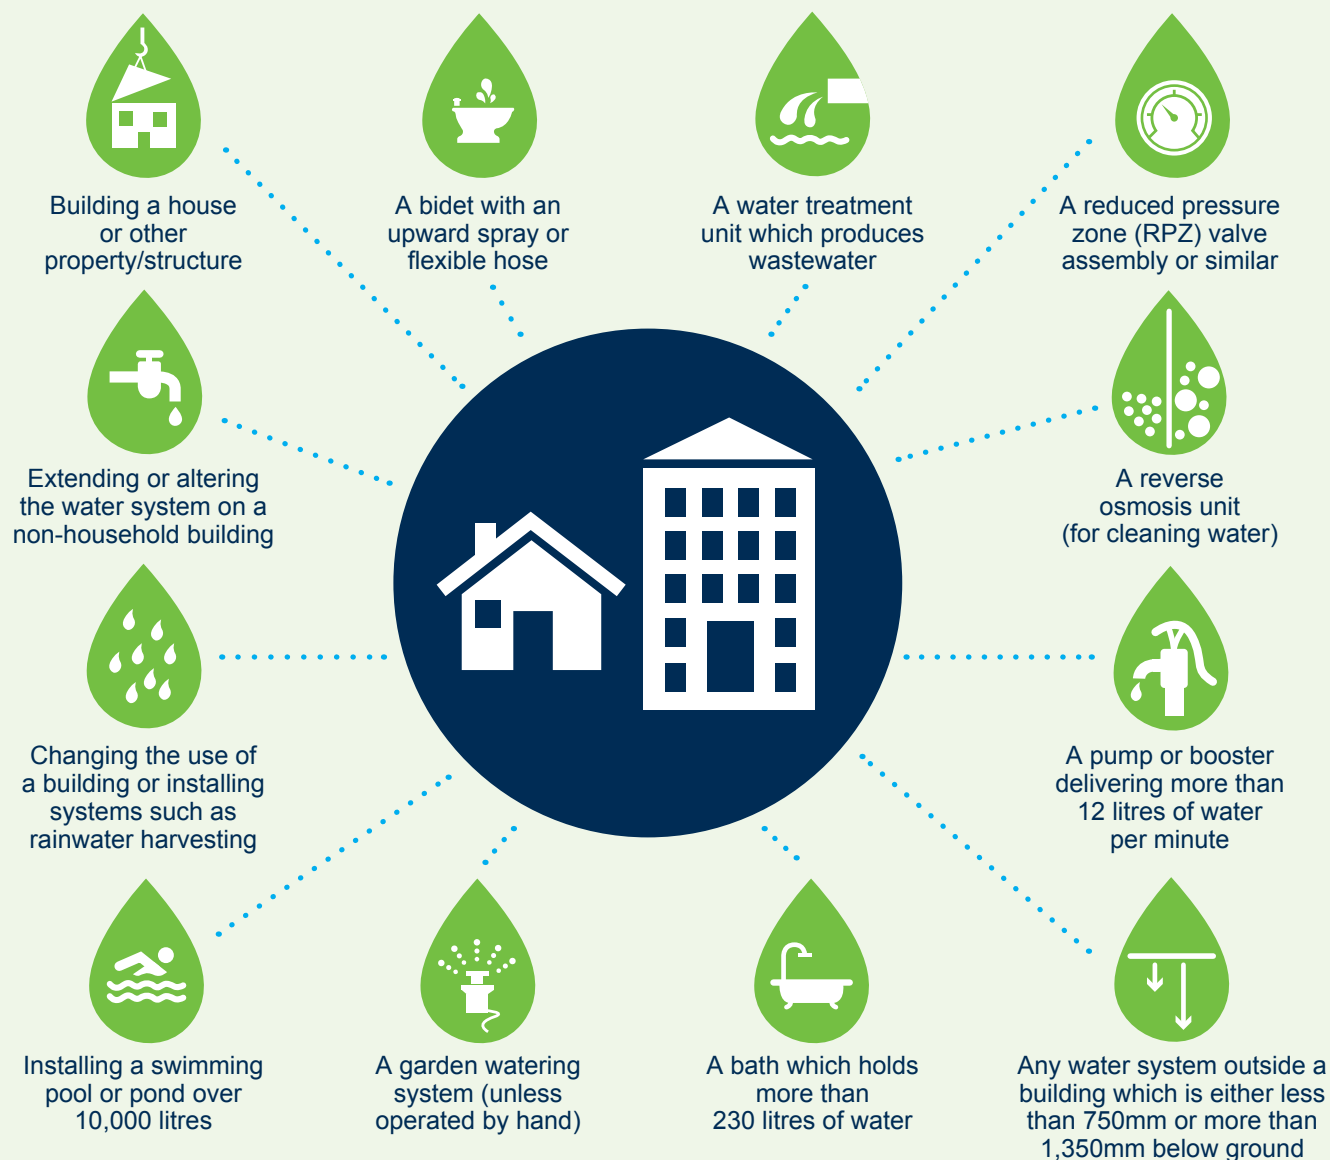 Building a house
or other
property/structure
A bidet with an
upward spray or
flexible hose
A water treatment
unit which produces
wastewater
A reduced pressure
zone (RPZ) valve
assembly or similar
Extending or altering
the water system on a
non-household building
A reverse
osmosis unit
(for cleaning water)
Changing the use of
a building or installing
systems such as
rainwater harvesting
A pump or booster
delivering more than
12 litres of water
per minute
Installing a swimming
pool or pond over
10,000 litres
A garden watering
system (unless
operated by hand)
A bath which holds
more than
230 litres of water
Any water system outside a
building which is either less
than 750mm or more than
1,350mm below ground